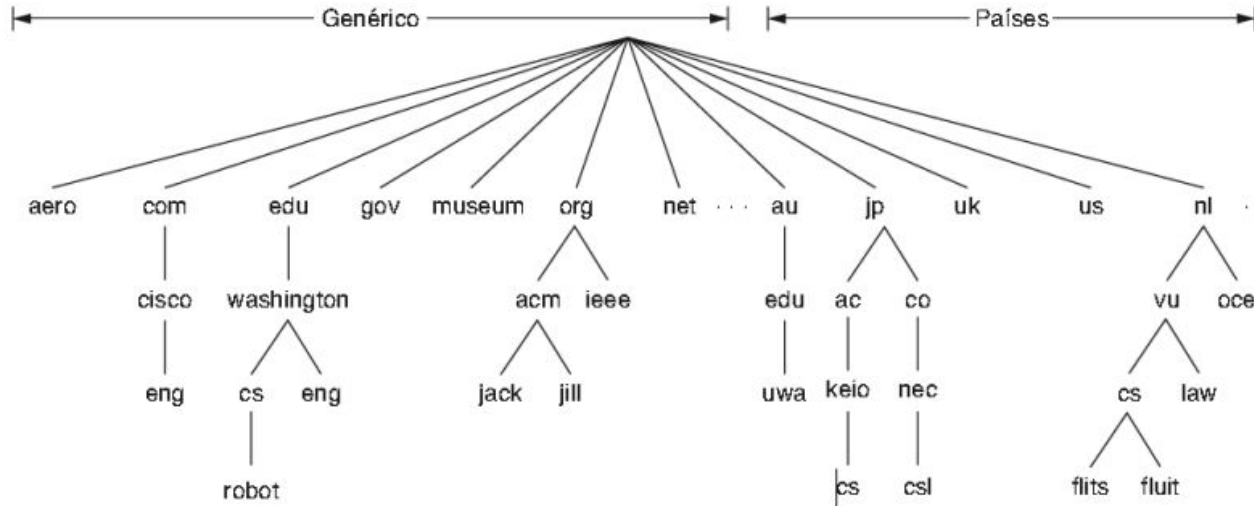 Genérico Países
aero com edu gov museum org net · · · au jp uk us nl ·
cisco washington acm ieee edu ac co vu oce
eng cs eng jack jill uwa keio nec cs law
robot cs csl flits fluit